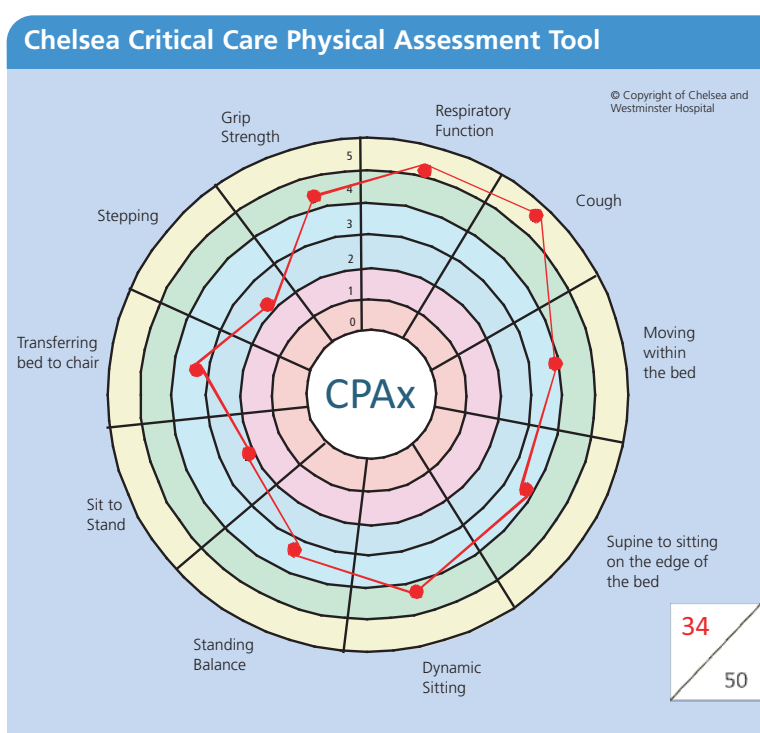 Chelsea Critical Care Physical Assessment Tool
© Copyright of Chelsea and
Westminster Hospital
Grip
Strength
Respiratory
Function
Stepping
Cough
5
4
3
2
1
0
Transferring
bed to chair
CPAx
Moving
within
the bed
Sit to
Stand
Supine to sitting
on the edge of
the bed
Standing
Balance
Dynamic
Sitting
34
50